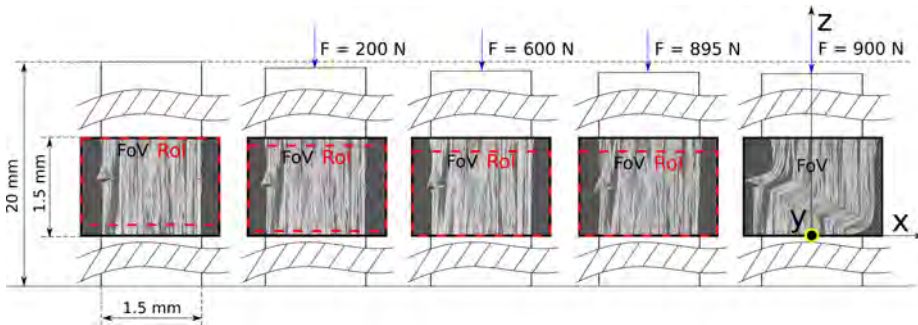 z
F = 200 N
F = 600 N
F = 895 N
F = 900 N
20 mm
1.5 mm
FoV RoI
FoV RoI
FoV RoI
FoV RoI
FoV
y
x
1.5 mm